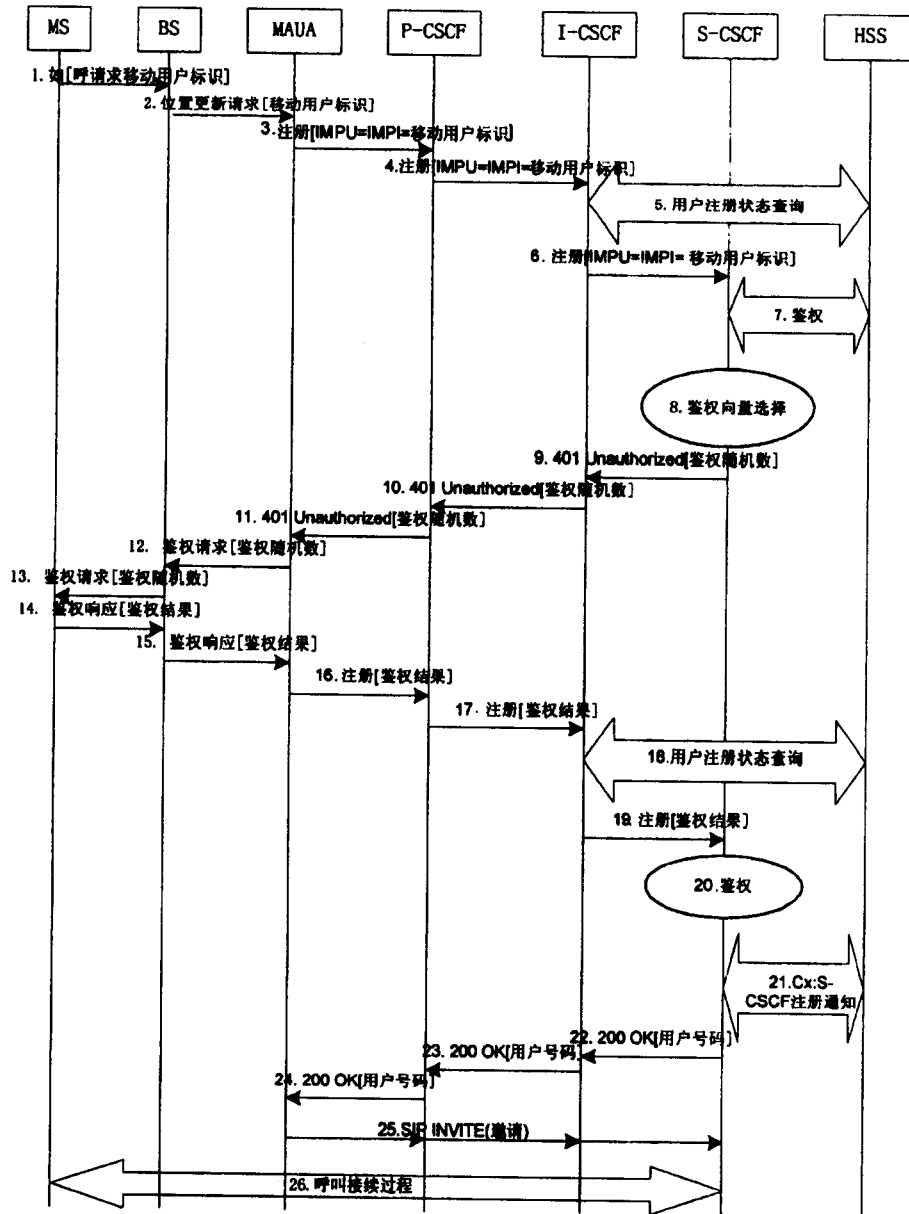 MS BS MAUA P-CSCF I-CSCF S-CSCF HSS
1. 始[呼请求移动用户标识]
2. 位置更新请求[移动用户标识]
3.注册[IMPU=IMPI=移动用户标识]
4.注册[IMPU=IMPI=移动用户标识]
5. 用户注册状态查询
6. 注册[IMPU=IMPI= 移动用户标识]
7. 鉴权
8. 鉴权向量选择
9. 401 Unauthorized[鉴权随机数]
10. 401 Unauthorized[鉴权随机数]
11. 401 Unauthorized[鉴权随机数]
12. 鉴权请求[鉴权随机数]
13. 鉴权请求[鉴权随机数]
14. 鉴权响应[鉴权结果]
15. 鉴权响应[鉴权结果]
16. 注册[鉴权结果]
17. 注册[鉴权结果]
18.用户注册状态查询
19. 注册[鉴权结果]
20. 鉴权
21.Cx:S-
CSCF注册通知
22. 200 OK[用户号码]
23. 200 OK[用户号码]
24. 200 OK[用户号码]
25.SIP INVITE(邀请)
26. 呼叫接续过程